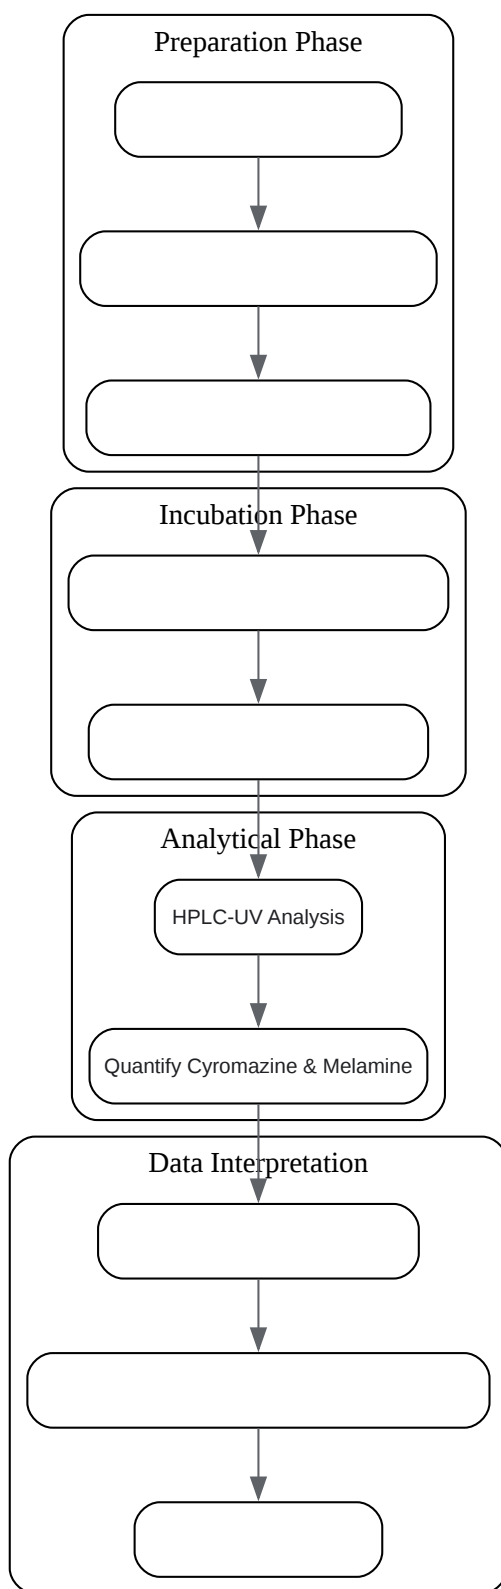 Preparation Phase
Incubation Phase
Analytical Phase
HPLC-UV Analysis
Quantify Cyromazine & Melamine
Data Interpretation